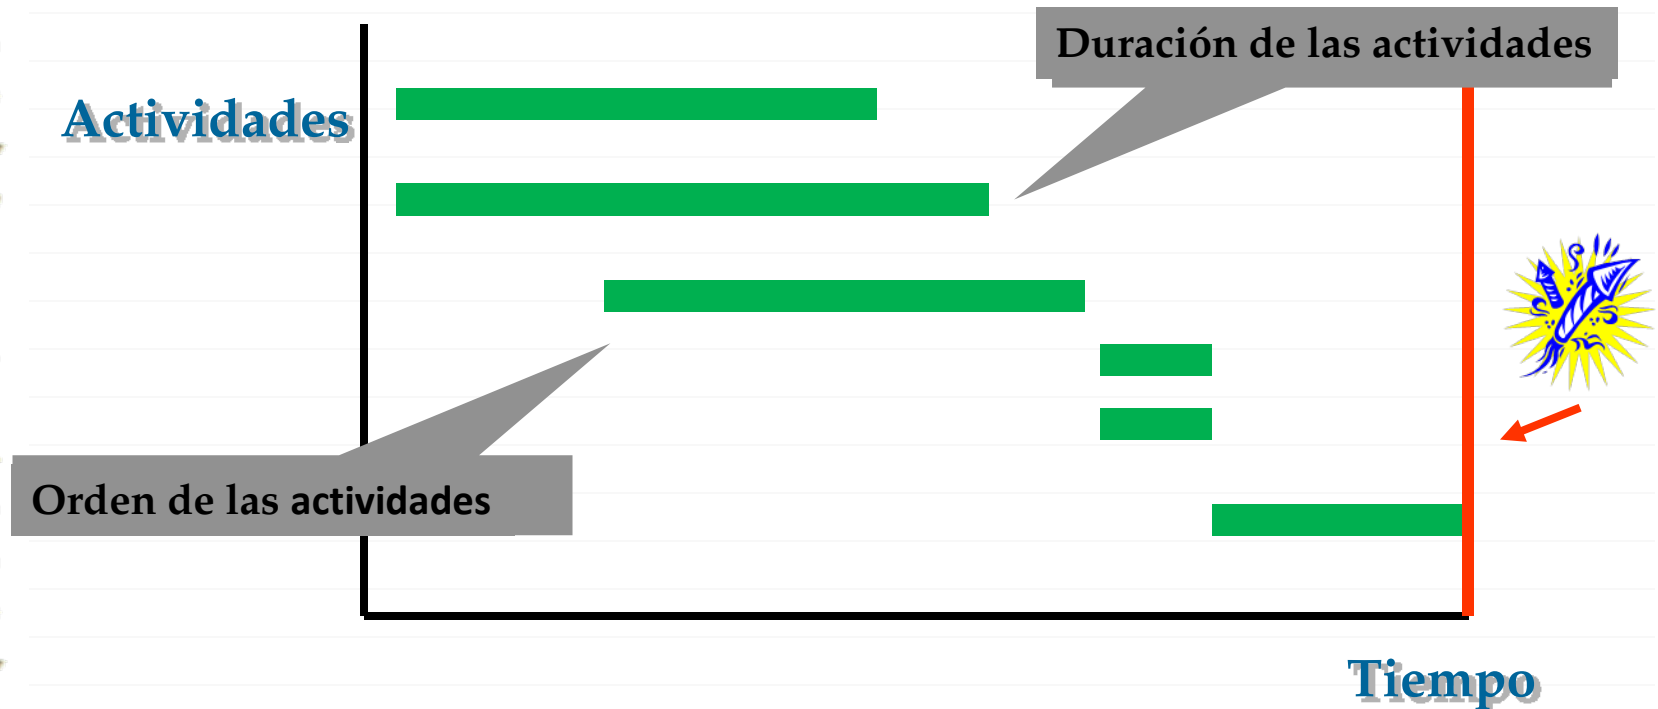 Duración de las actividades
Actividades
Orden de las actividades
Tiempo